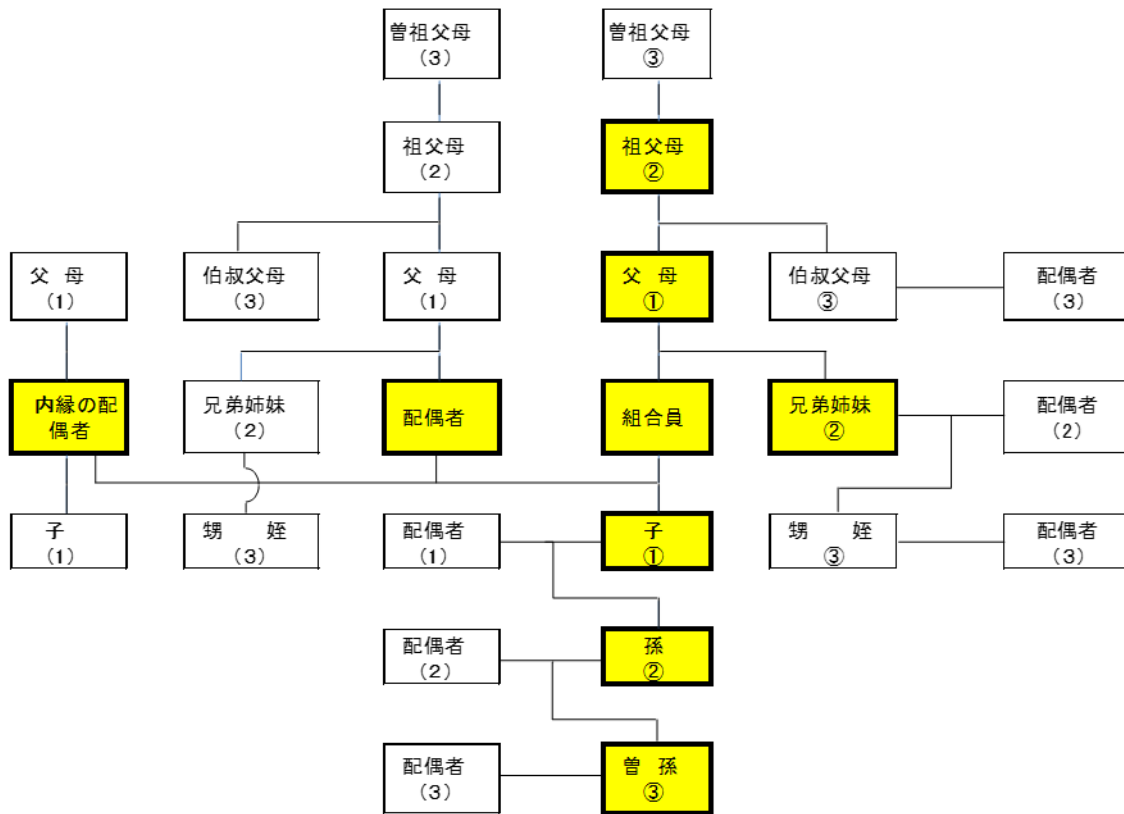 曽祖父母
(3)
曽祖父母
③
祖父母
(2)
祖父母
②
父 母
(1)
伯叔父母
(3)
父 母
(1)
父 母
①
伯叔父母
③
配偶者
(3)
内縁の配
偶者
兄弟姉妹
(2)
配偶者
組合員
兄弟姉妹
②
配偶者
(2)
子
(1)
甥 姪
(3)
配偶者
(1)
子
①
甥 姪
③
配偶者
(3)
配偶者
(2)
孫
②
配偶者
(3)
曽 孫
③